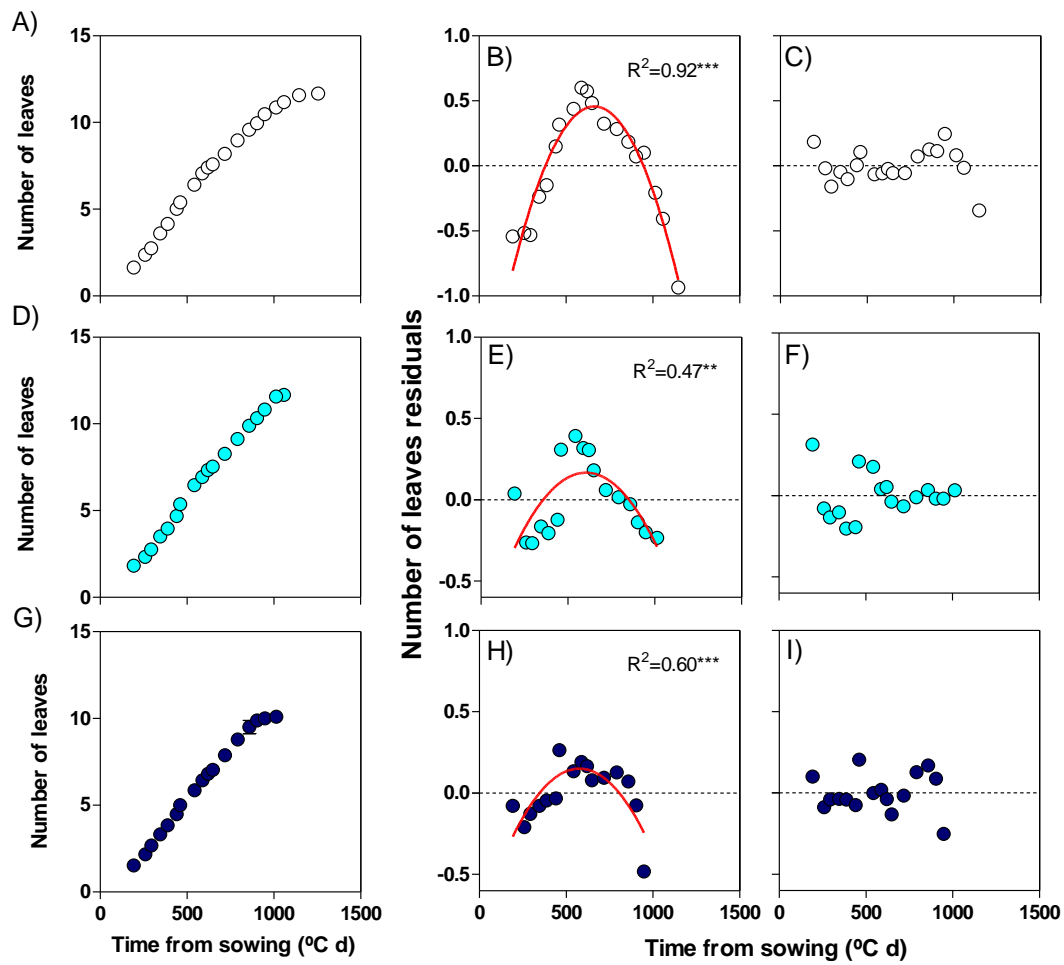 A)
Number of leaves
15
10
5
0
B)
R²=0.92***
1.0
0.5
0.0
-0.5
-1.0
C)
D)
Number of leaves
15
10
5
0
Number of leaves residuals
E)
R²=0.47**
1.0
0.5
0.0
-0.5
F)
G)
Number of leaves
15
10
5
0
0 500 1000 1500
Time from sowing (ºC d)
H)
R²=0.60***
1.0
0.5
0.0
-0.5
0 500 1000 1500
I)
0 500 1000 1500
Time from sowing (ºC d)